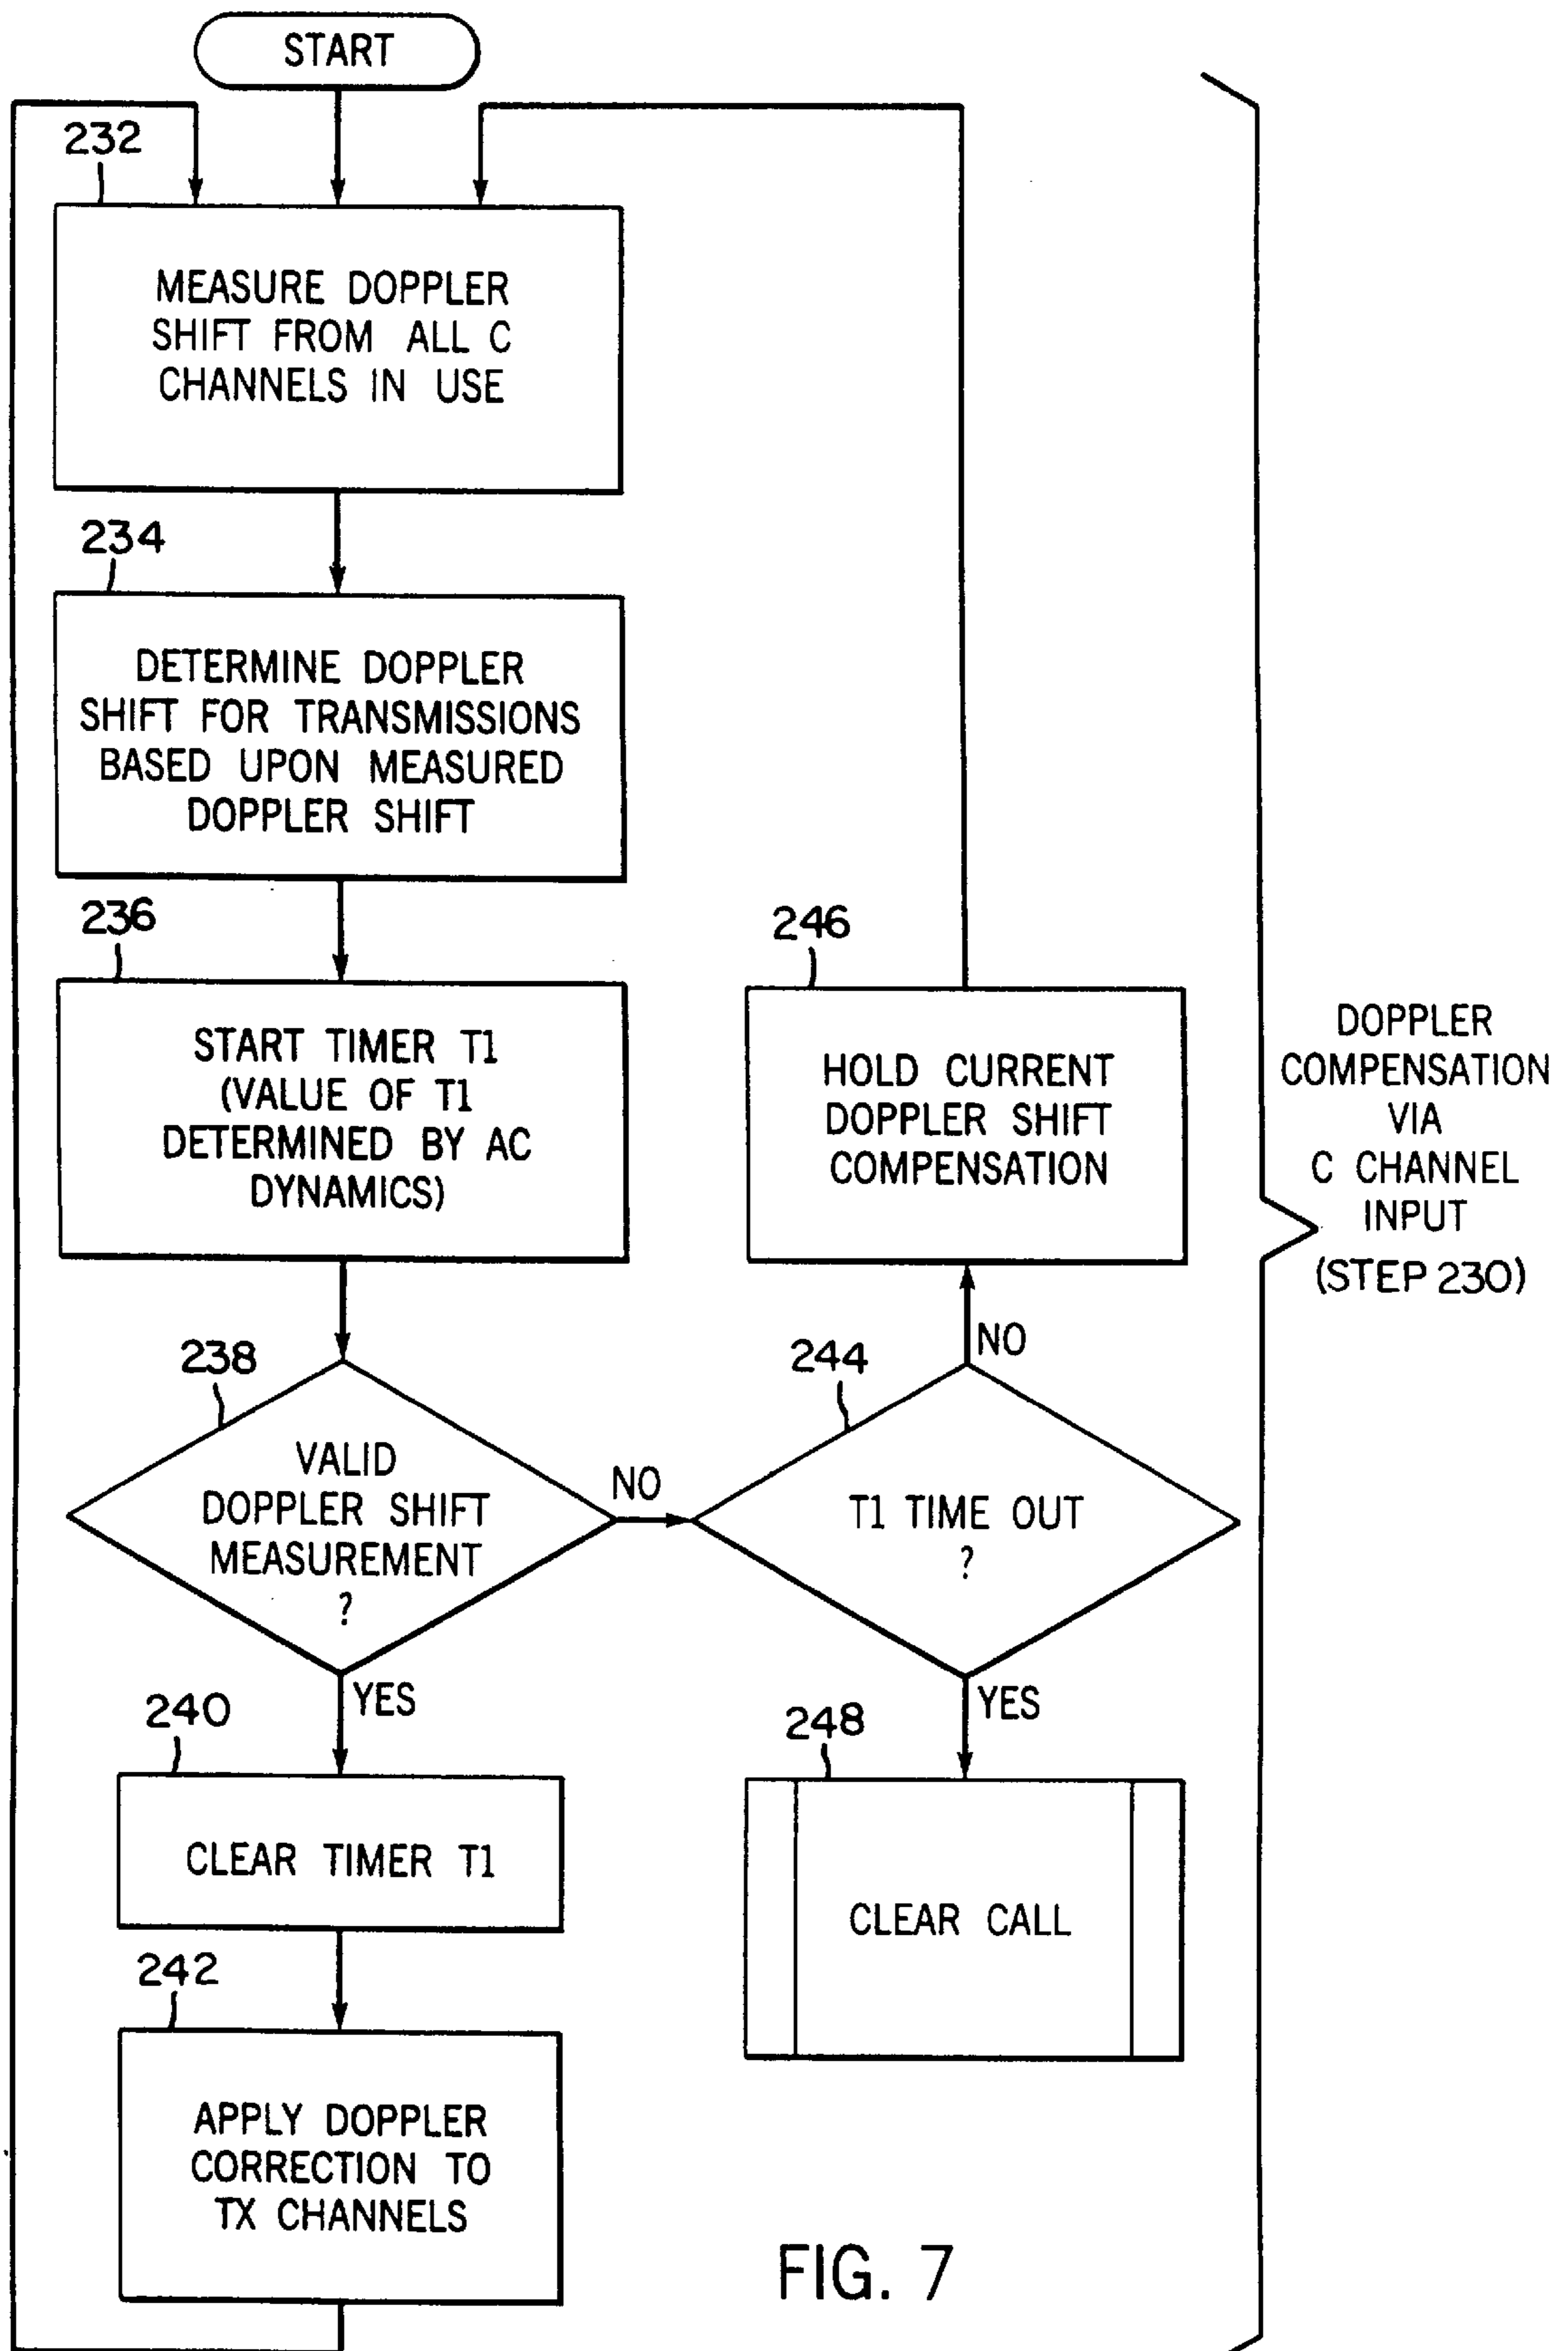 START
232
MEASURE DOPPLER
SHIFT FROM ALL C
CHANNELS IN USE
234
DETERMINE DOPPLER
SHIFT FOR TRANSMISSIONS
BASED UPON MEASURED
DOPPLER SHIFT
236
START TIMER T1
(VALUE OF T1
DETERMINED BY AC
DYNAMICS)
238
VALID
DOPPLER SHIFT
MEASUREMENT
?
NO
YES
240
CLEAR TIMER T1
242
APPLY DOPPLER
CORRECTION TO
TX CHANNELS
244
T1 TIME OUT
?
NO
YES
246
HOLD CURRENT
DOPPLER SHIFT
COMPENSATION
248
CLEAR CALL
DOPPLER
COMPENSATION
VIA
C CHANNEL
INPUT
(STEP 230)
FIG. 7